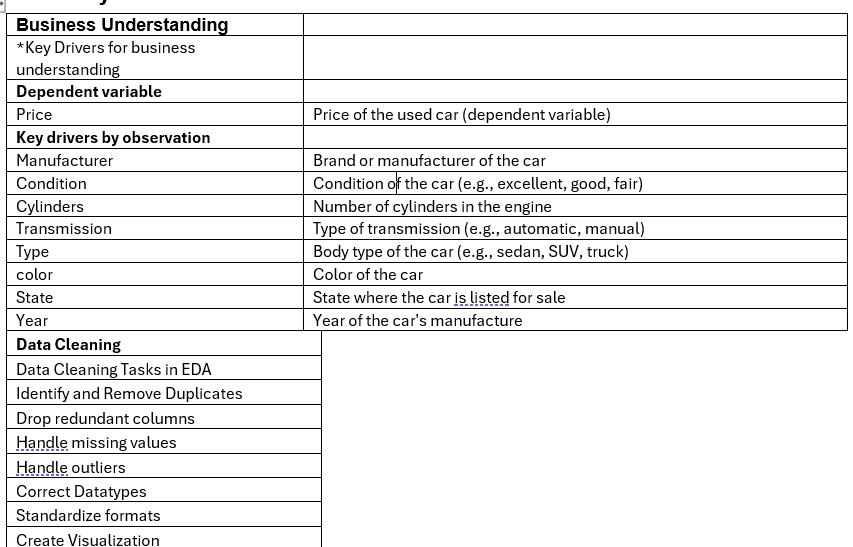 Business Understanding
*Key Drivers for business
understanding
Dependent variable
Price Price of the used car (dependent variable)
Key drivers by observation
Manufacturer Brand or manufacturer of the car
Condition Condition of the car (e.g., excellent, good, fair)
Cylinders Number of cylinders in the engine
Transmission Type of transmission (e.g., automatic, manual)
Type Body type of the car (e.g., sedan, SUV, truck)
color Color of the car
State State where the car is listed for sale
Year Year of the car's manufacture
Data Cleaning
Data Cleaning Tasks in EDA
Identify and Remove Duplicates
Drop redundant columns
Handle missing values
Handle outliers
Correct Datatypes
Standardize formats
Create Visualization